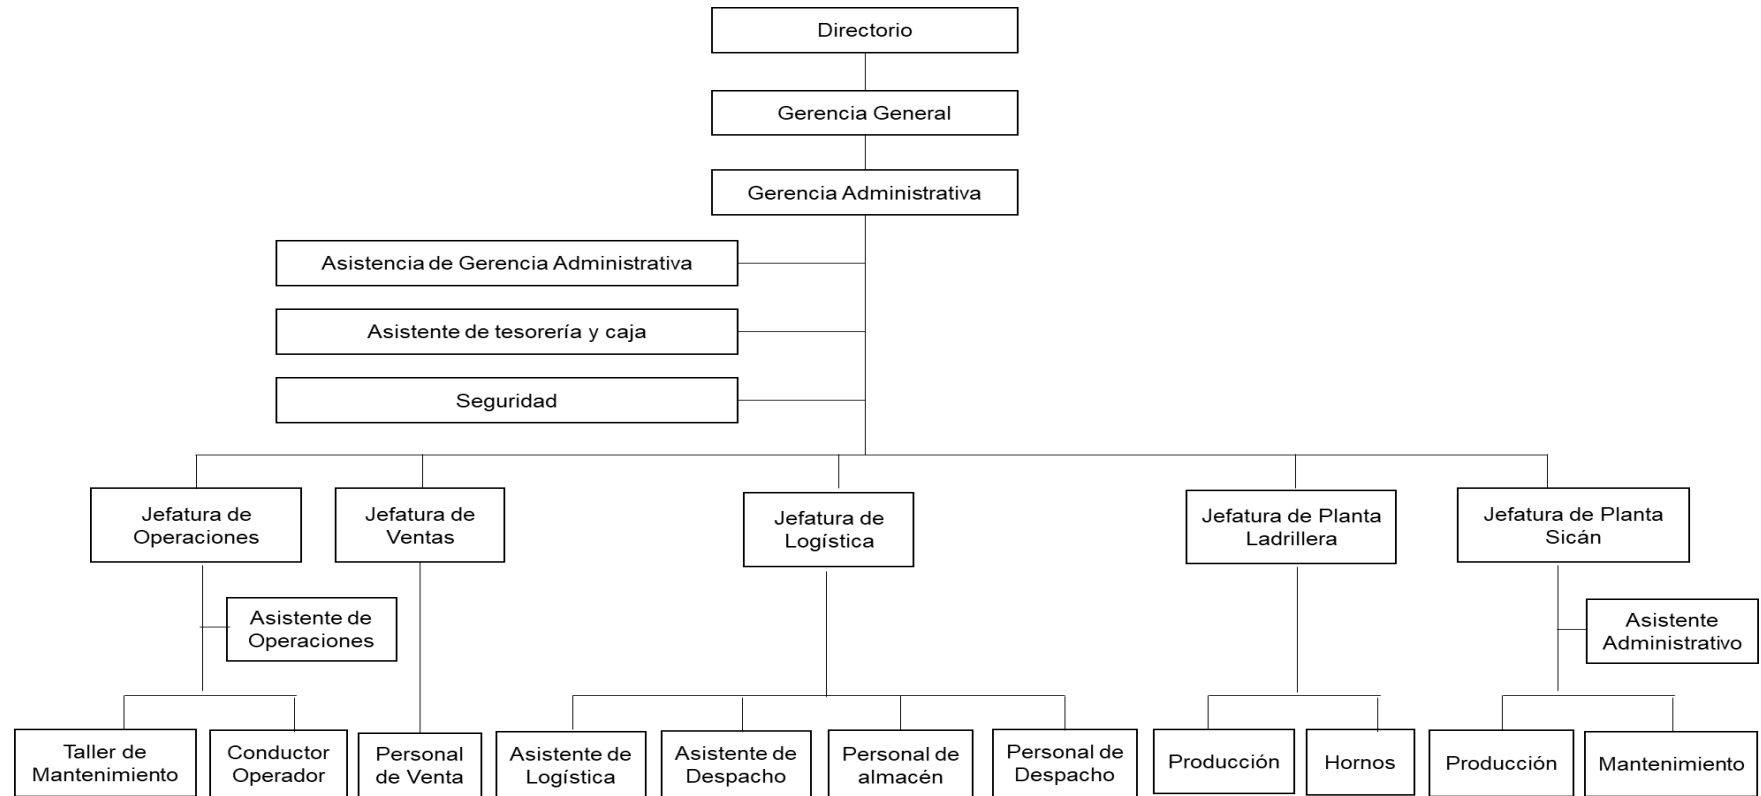 Directorio
Gerencia General
Gerencia Administrativa
Asistencia de Gerencia Administrativa
Asistente de tesorería y caja
Seguridad
Jefatura de
Operaciones
Jefatura de
Ventas
Jefatura de
Logística
Jefatura de Planta
Ladrillera
Jefatura de Planta
Sicán
Asistente de
Operaciones
Asistente
Administrativo
Taller de
Mantenimiento
Conductor
Operador
Personal
de Venta
Asistente de
Logística
Asistente de
Despacho
Personal de
almacén
Personal de
Despacho
Producción
Hornos
Producción
Mantenimiento